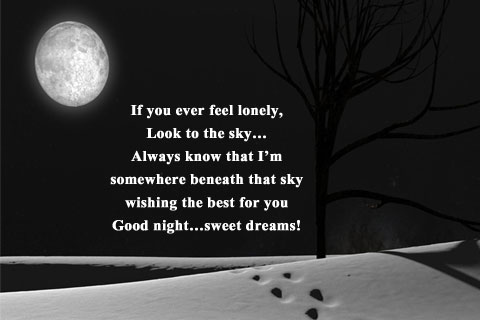 If you ever feel lonely,
Look to the sky...
Always know that I'm
somewhere beneath that sky
wishing the best for you
Good night...sweet dreams!